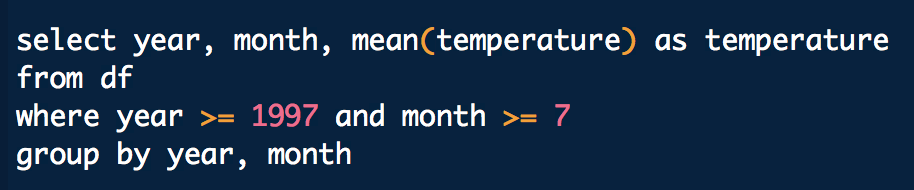 select year, month, mean(temperature) as temperature
from df
where year >= 1997 and month >= 7
group by year, month